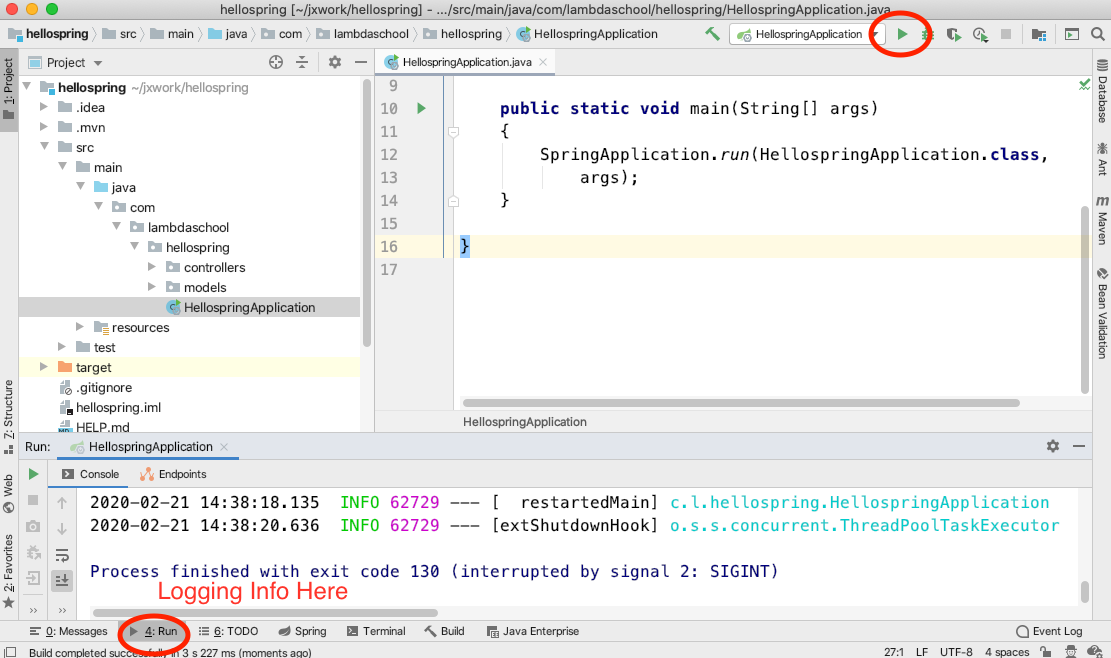 hellospring [~/jxwork/hellospring] - .../src/main/java/com/lambdaschool/hellospring/HellospringApplication.java
hellospring src main java com lambdaschool hellospring HellospringApplication HellospringApplication
Project
HellospringApplication.java
1: Project
hellospring ~/jxwork/hellospring
.idea
.mvn
src
main
java
com
lambdaschool
hellospring
controllers
models
HellospringApplication
resources
test
target
.gitignore
hellospring.iml
HELP.md
Z: Structure
Web
2: Favorites
9
10 public static void main(String[] args)
11 {
12 SpringApplication.run(HellospringApplication.class,
13 args);
14 }
15
16 }
17
HellospringApplication
Database
Ant
Maven
Bean Validation
Run: HellospringApplication
Console Endpoints
2020-02-21 14:38:18.135 INFO 62729 --- [ restartedMain] c.l.hellospring.HellospringApplication
2020-02-21 14:38:20.636 INFO 62729 --- [extShutdownHook] o.s.s.concurrent.ThreadPoolTaskExecutor
Process finished with exit code 130 (interrupted by signal 2: SIGINT)
Logging Info Here
0: Messages 4: Run 6: TODO Spring Terminal Build Java Enterprise Event Log
Build completed successfully in 3 s 227 ms (moments ago) 27:1 LF UTF-8 4 spaces